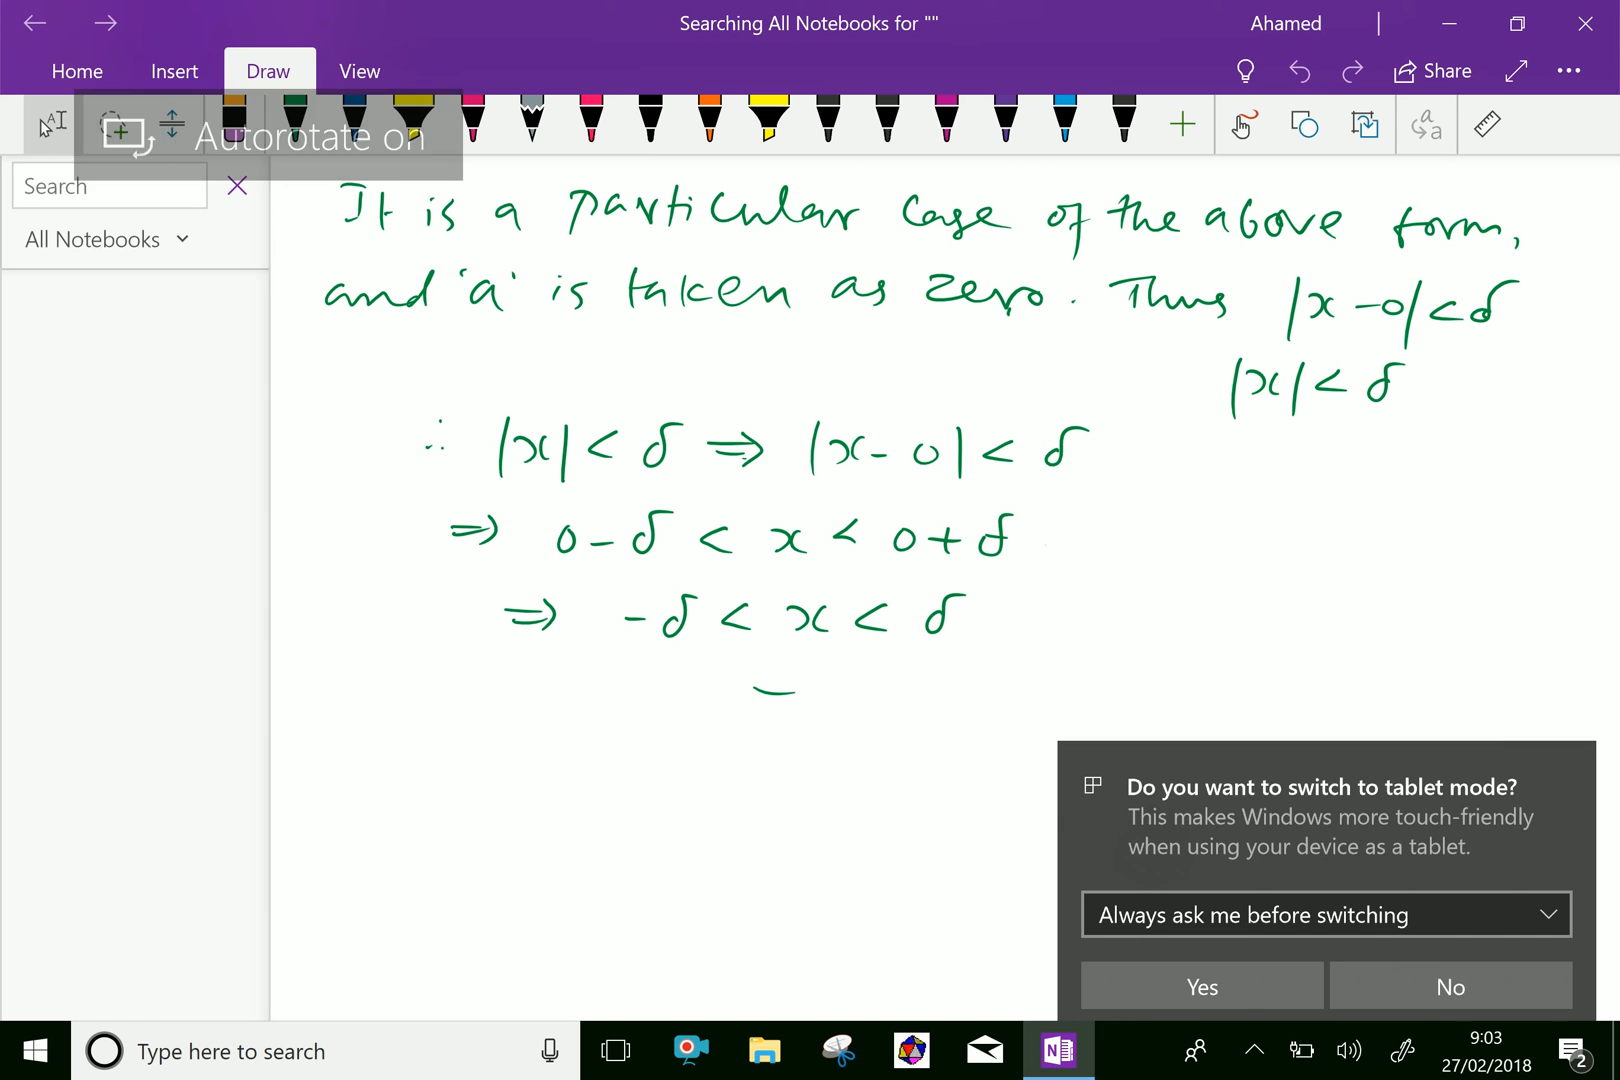 Searching All Notebooks for ""
Ahamed
Home Insert Draw View
Share
Autorotate on
Search
All Notebooks
It is a particular case of the above form,
and 'a' is taken as zero. Thus |x - 0| < δ
|x| < δ
∴ |x| < δ ⇒ |x - 0| < δ
⇒ 0 - δ < x < 0 + δ
⇒ - δ < x < δ
Do you want to switch to tablet mode?
This makes Windows more touch-friendly
when using your device as a tablet.
Always ask me before switching
Yes No
Type here to search
9:03
27/02/2018
2